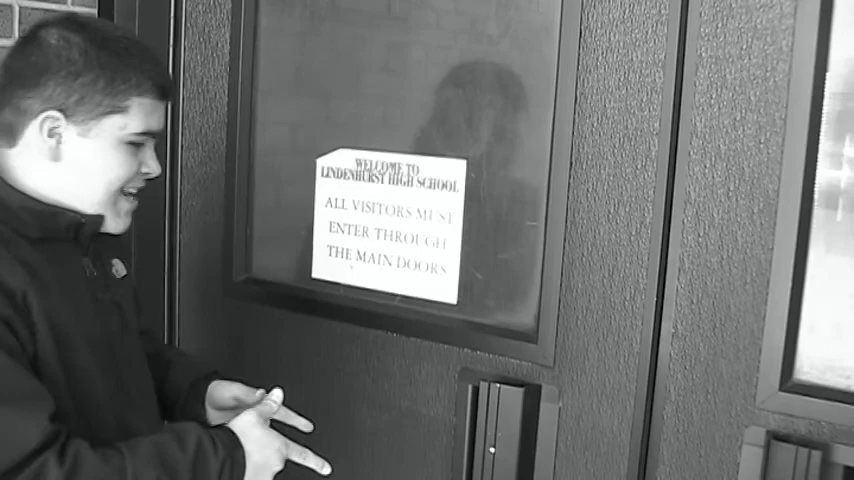 WELCOME TO
LINDENHURST HIGH SCHOOL
ALL VISITORS MUST
ENTER THROUGH
THE MAIN DOORS